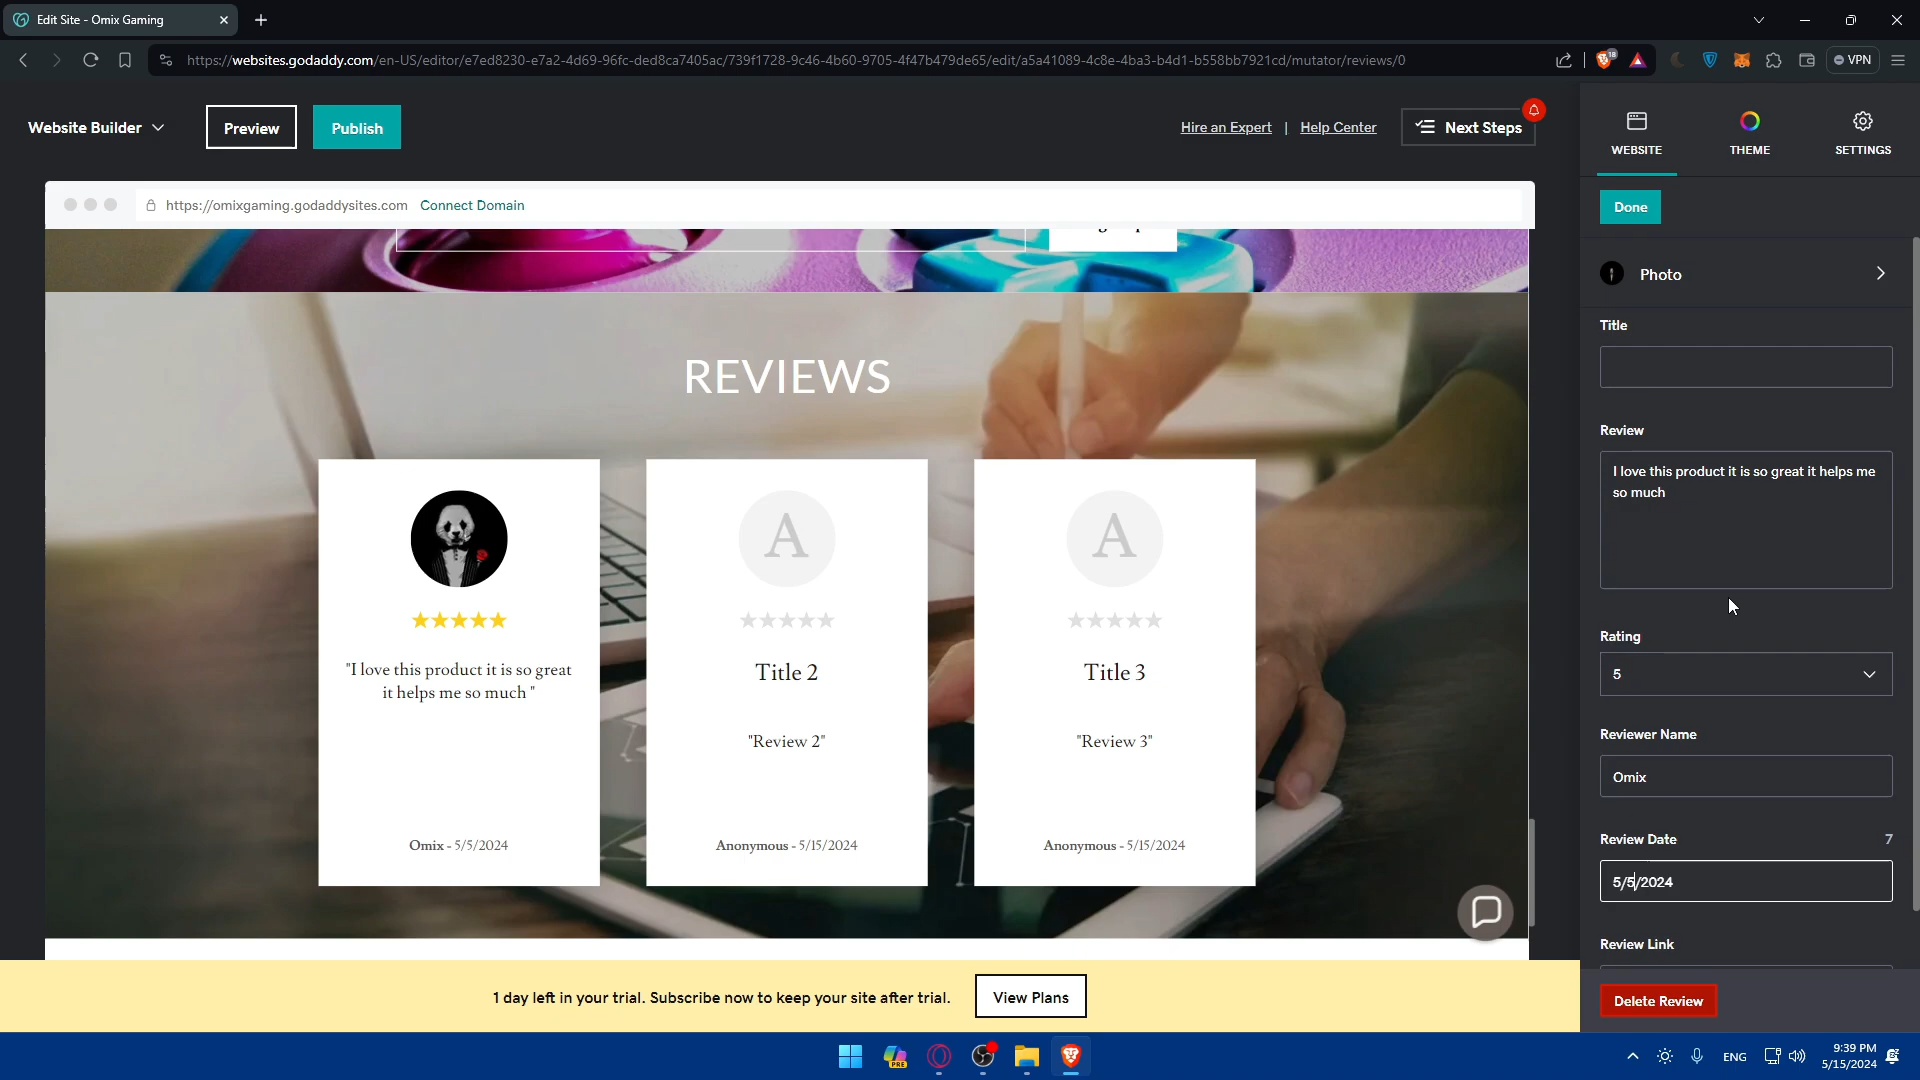 Edit Site - Omix Gaming
https://websites.godaddy.com/en-US/editor/e7ed8230-e7a2-4d69-96fc-ded8ca7405ac/739f1728-9c46-4b60-9705-4f47b479de65/edit/a5a41089-4c8e-4ba3-b4d1-b558bb7921cd/mutator/reviews/0
18
VPN
Website Builder
Preview
Publish
Hire an Expert | Help Center
Next Steps
WEBSITE
THEME
SETTINGS
https://omixgaming.godaddysites.com Connect Domain
Done
Photo
Title
Review
I love this product it is so great it helps me
so much
Rating
5
Reviewer Name
Omix
Review Date
7
5/5/2024
Review Link
Delete Review
REVIEWS
"I love this product it is so great
it helps me so much "
Omix - 5/5/2024
A
Title 2
"Review 2"
Anonymous - 5/15/2024
A
Title 3
"Review 3"
Anonymous - 5/15/2024
1 day left in your trial. Subscribe now to keep your site after trial.
View Plans
PRE
ENG
9:39 PM
5/15/2024